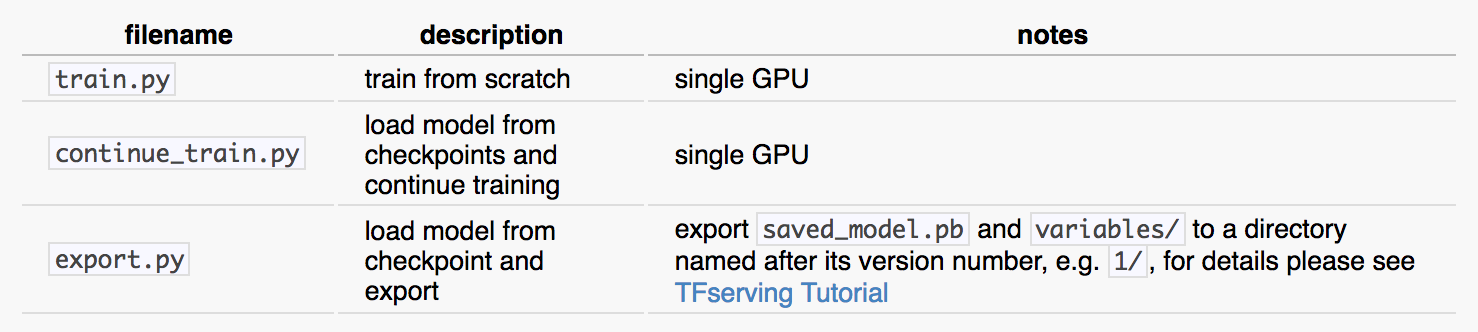 filename description notes
train.py train from scratch single GPU
continue_train.py load model from
checkpoints and
continue training single GPU
export.py load model from
checkpoint and
export
export saved_model.pb and variables/ to a directory
named after its version number, e.g. 1/ , for details please see
TFserving Tutorial